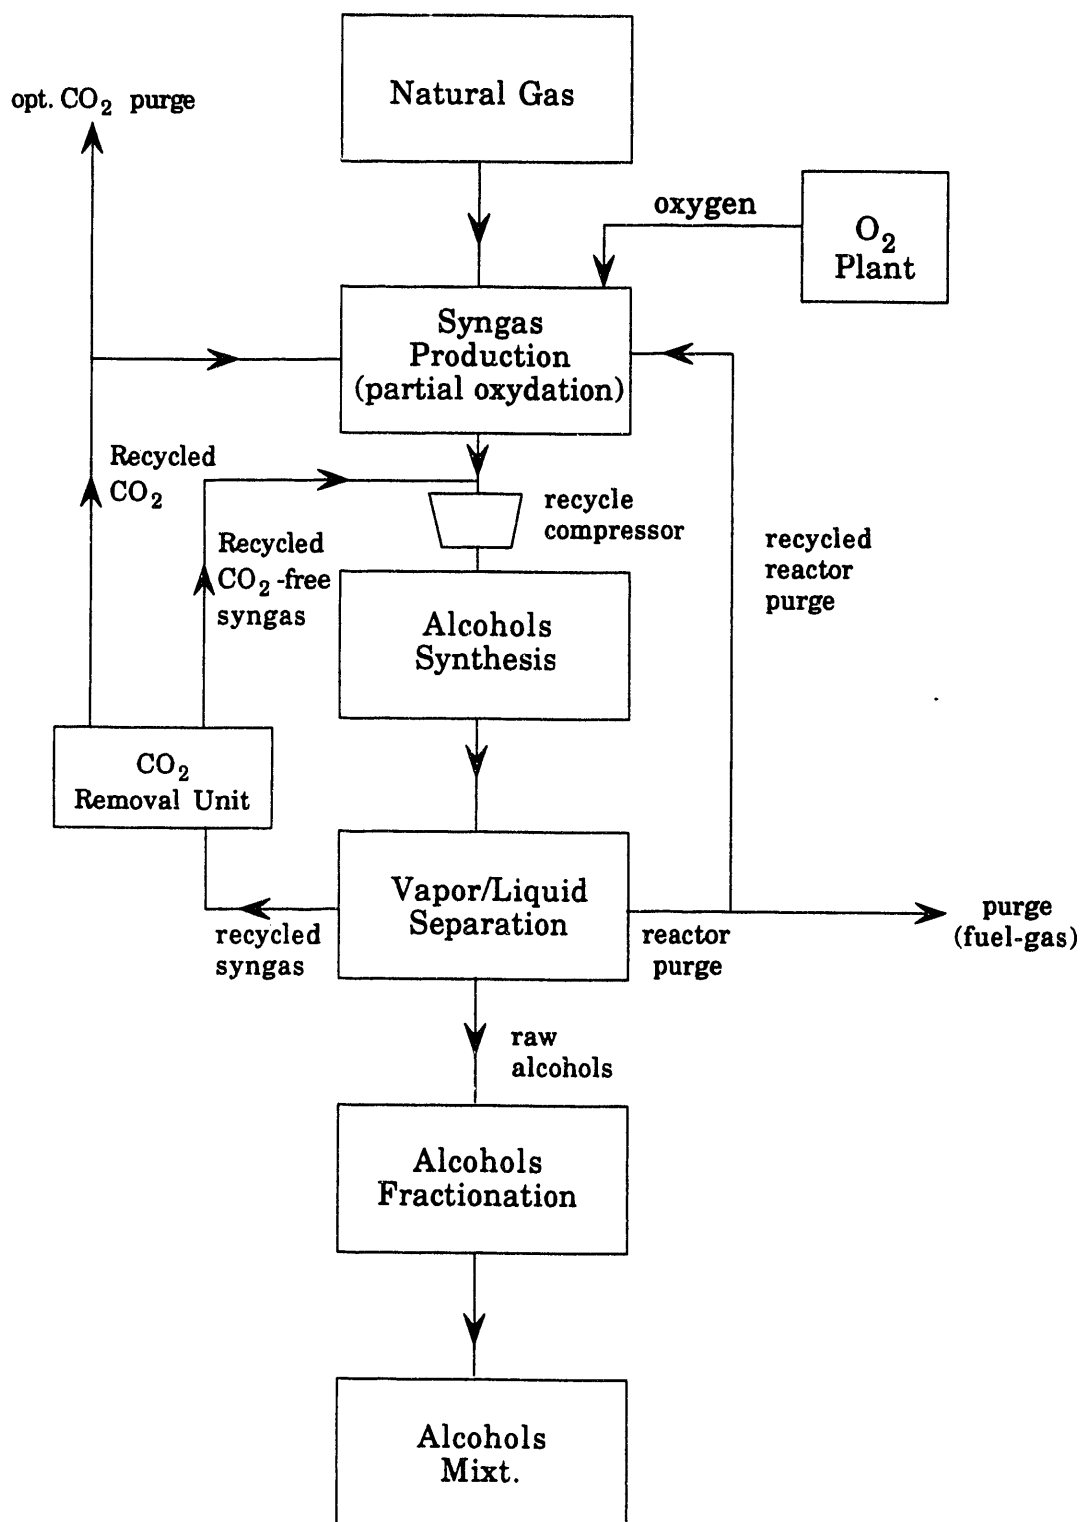 Natural Gas
opt. CO₂ purge
oxygen
O₂
Plant
Syngas
Production
(partial oxydation)
Recycled
CO₂
recycle
compressor
Recycled
CO₂-free
syngas
recycled
reactor
purge
Alcohols
Synthesis
CO₂
Removal Unit
Vapor/Liquid
Separation
recycled
syngas
reactor
purge
purge
(fuel-gas)
raw
alcohols
Alcohols
Fractionation
Alcohols
Mixt.